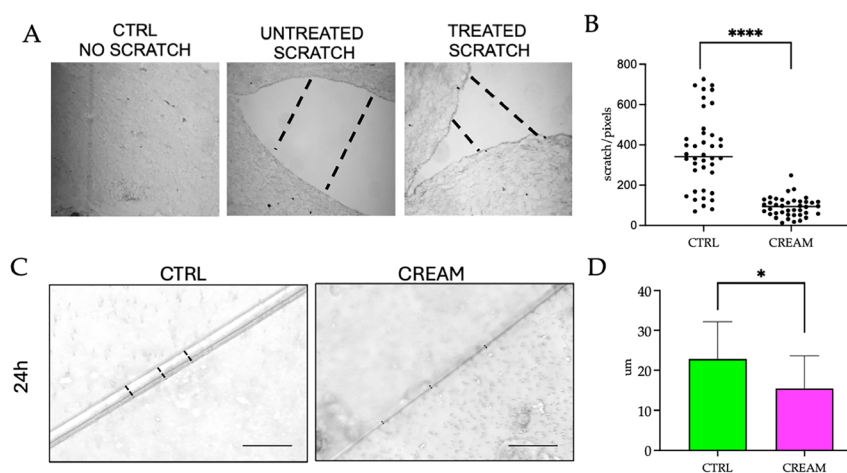 A
CTRL
NO SCRATCH
UNTREATED
SCRATCH
TREATED
SCRATCH
B
****
scratch/pixels
800
600
400
200
0
CTRL
CREAM
C
CTRL
CREAM
24h
D
*
um
40
30
20
10
0
CTRL
CREAM